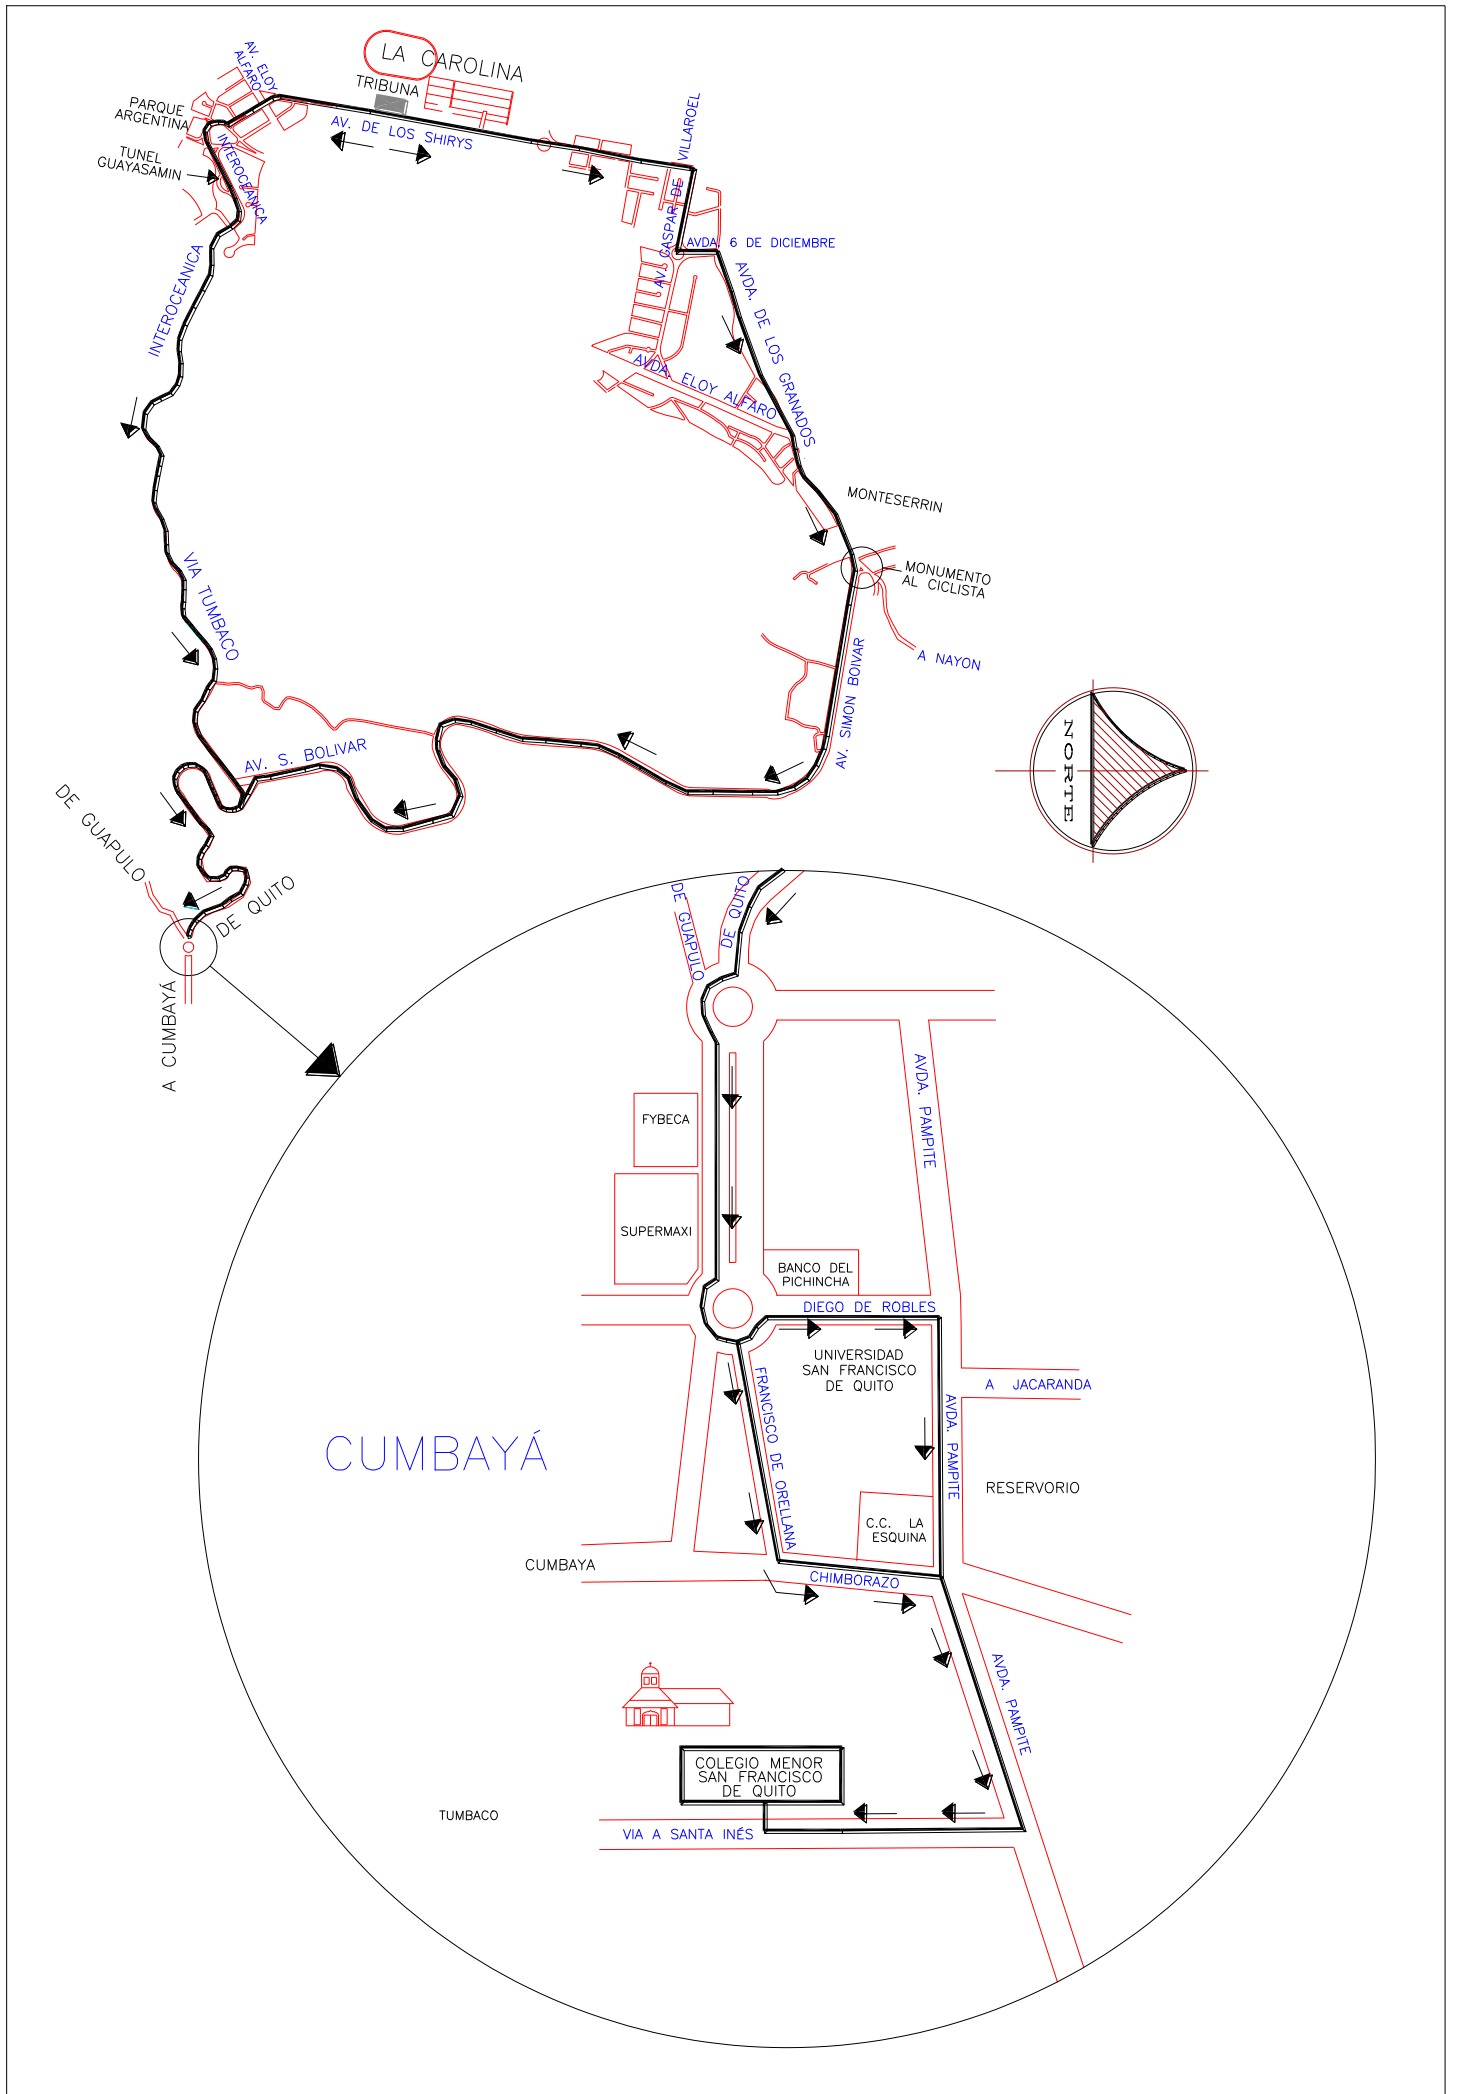 LA CAROLINA
TRIBUNA
AV. ELOY
ALFARO
PARQUE
ARGENTINA
TUNEL
GUAYASAMIN
INTEROCEANICA
AV. DE LOS SHIRYS
AV. GASPAR DE VILLAROEL
AVDA. 6 DE DICIEMBRE
INTEROCEANICA
AVDA. DE LOS GRANADOS
AVDA. ELOY ALFARO
MONTESERRIN
MONUMENTO
AL CICLISTA
A NAYON
VIA TUMBACO
AV. SIMON BOIVAR
AV. S. BOLIVAR
NORTE
DE GUAPULO
DE QUITO
A CUMBAYÁ
DE GUAPULO
DE QUITO
AVDA. PAMPITE
FYBECA
SUPERMAXI
BANCO DEL
PICHINCHA
DIEGO DE ROBLES
UNIVERSIDAD
SAN FRANCISCO
DE QUITO
A JACARANDA
FRANCISCO DE ORELLANA
AVDA. PAMPITE
CUMBAYÁ
RESERVORIO
C.C. LA
ESQUINA
CUMBAYA
CHIMBORAZO
AVDA. PAMPITE
COLEGIO MENOR
SAN FRANCISCO
DE QUITO
TUMBACO
VIA A SANTA INÉS